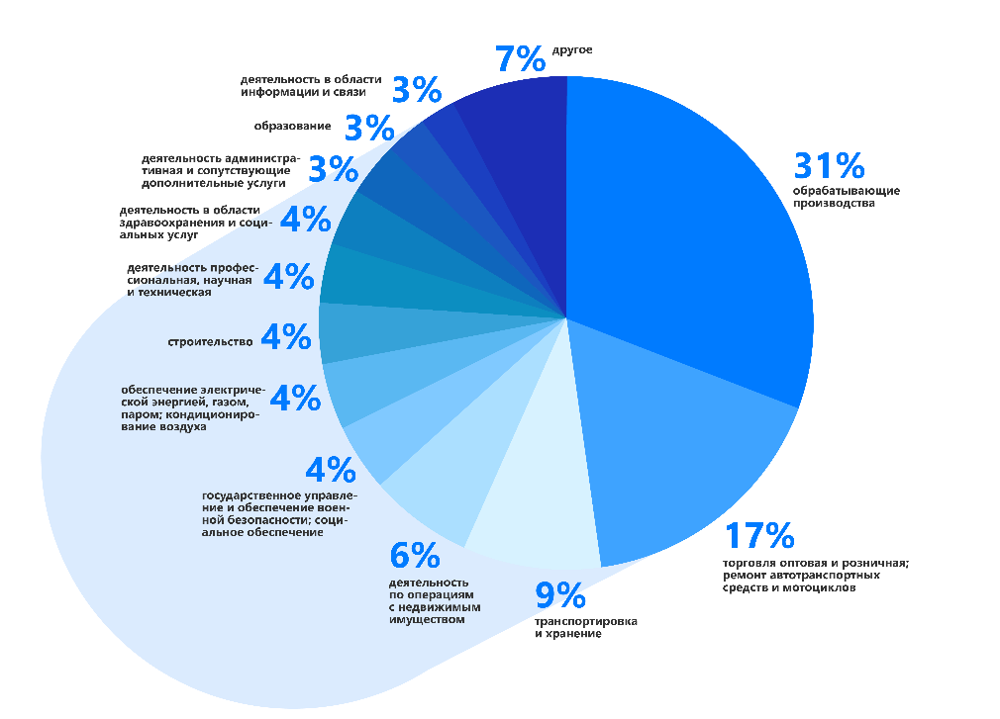 7%
другое
31%
обрабатывающие
производства
17%
торговля оптовая и розничная;
ремонт автотранспортных
средств и мотоциклов
9%
транспортировка
и хранение
6%
деятельность
по операциям
с недвижимым
имуществом
4%
государственное управле-
ние и обеспечение воен-
ной безопасности; соци-
альное обеспечение
4%
обеспечение электриче-
ской энергией, газом,
паром; кондициониро-
вание воздуха
4%
строительство
4%
деятельность профес-
сиональная, научная
и техническая
4%
деятельность в области
здравоохранения и соци-
альных услуг
3%
деятельность администра-
тивная и сопутствующие
дополнительные услуги
3%
образование
3%
деятельность в области
информации и связи